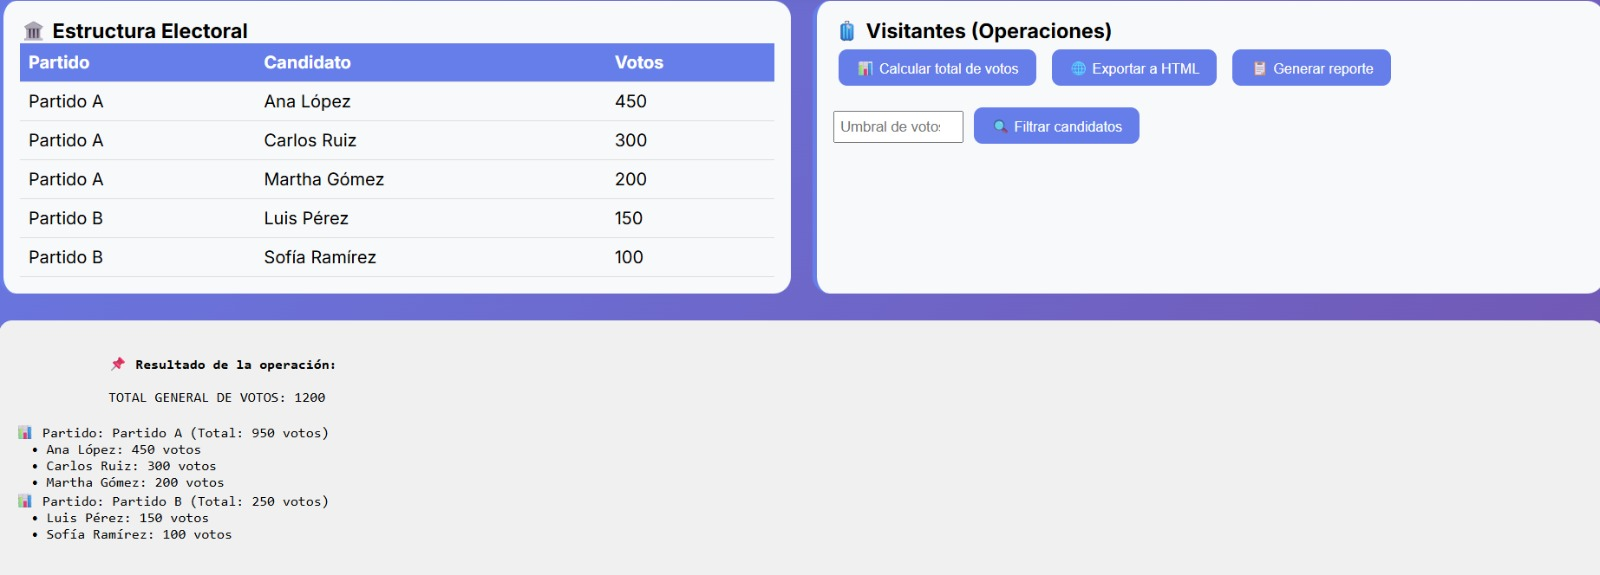 🏛️ Estructura Electoral
Partido Candidato Votos
Partido A Ana López 450
Partido A Carlos Ruiz 300
Partido A Martha Gómez 200
Partido B Luis Pérez 150
Partido B Sofía Ramírez 100
🧳 Visitantes (Operaciones)
📊 Calcular total de votos 🌐 Exportar a HTML 📋 Generar reporte
Umbral de votos 🔍 Filtrar candidatos
📌 Resultado de la operación:
TOTAL GENERAL DE VOTOS: 1200
📊 Partido: Partido A (Total: 950 votos)
• Ana López: 450 votos
• Carlos Ruiz: 300 votos
• Martha Gómez: 200 votos
📊 Partido: Partido B (Total: 250 votos)
• Luis Pérez: 150 votos
• Sofía Ramírez: 100 votos